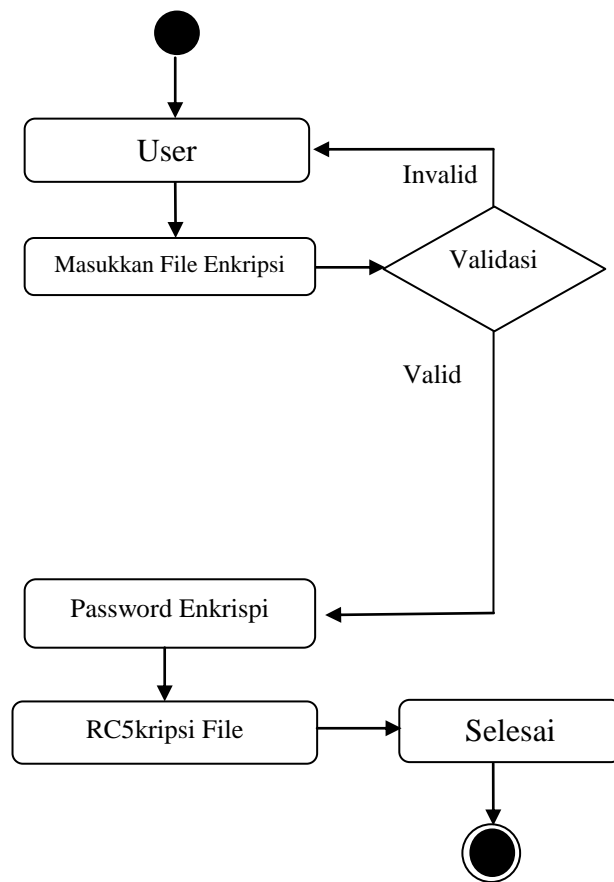 User
Invalid
Masukkan File Enkripsi
Validasi
Valid
Password Enkrispi
RC5kripsi File
Selesai